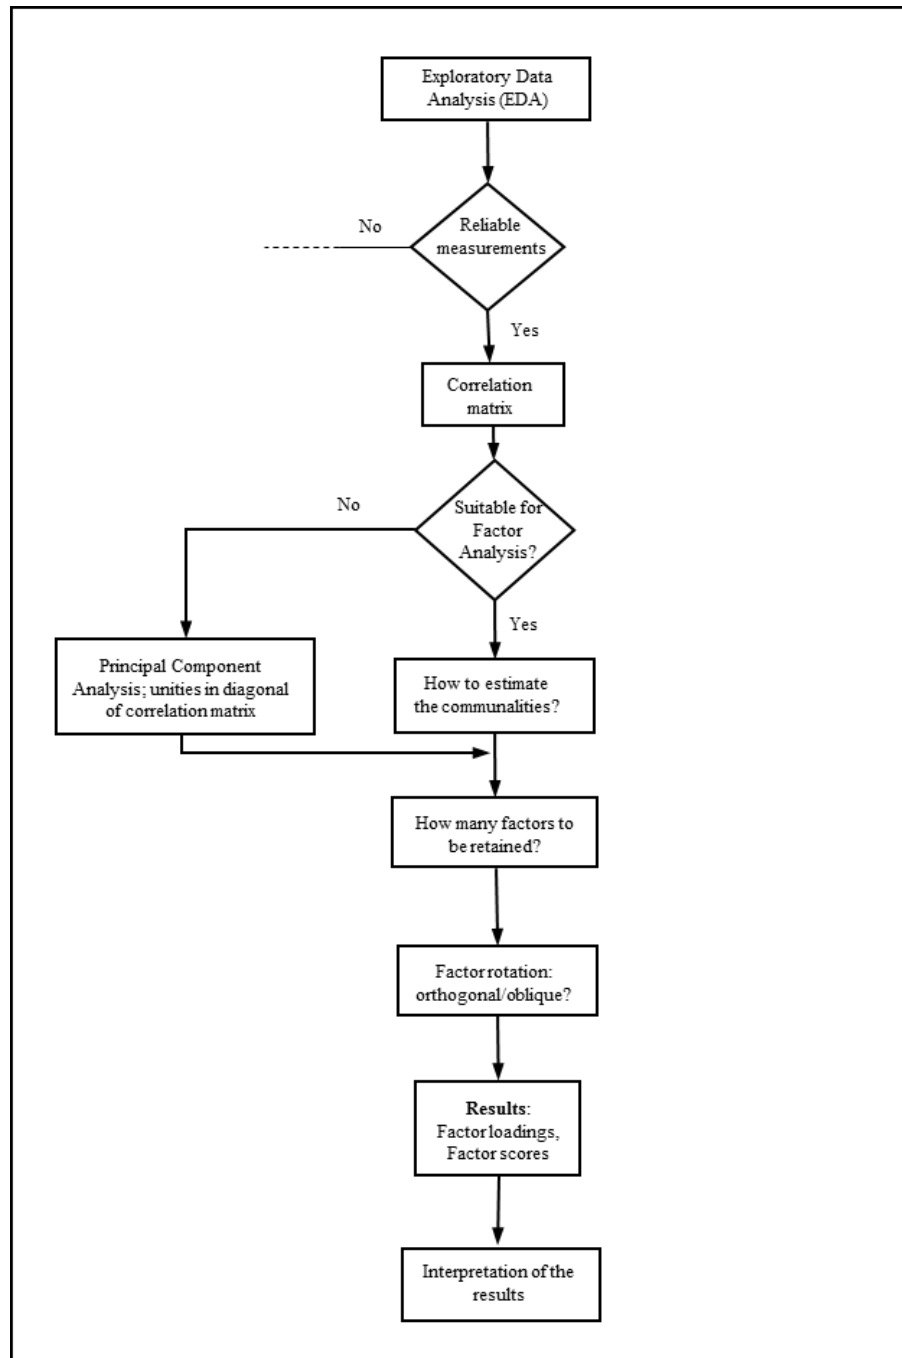 Exploratory Data
Analysis (EDA)
No
Reliable
measurements
Yes
Correlation
matrix
No
Suitable for
Factor
Analysis?
Yes
Principal Component
Analysis; unities in diagonal
of correlation matrix
How to estimate
the communalities?
How many factors to
be retained?
Factor rotation:
orthogonal/oblique?
Results:
Factor loadings,
Factor scores
Interpretation of the
results